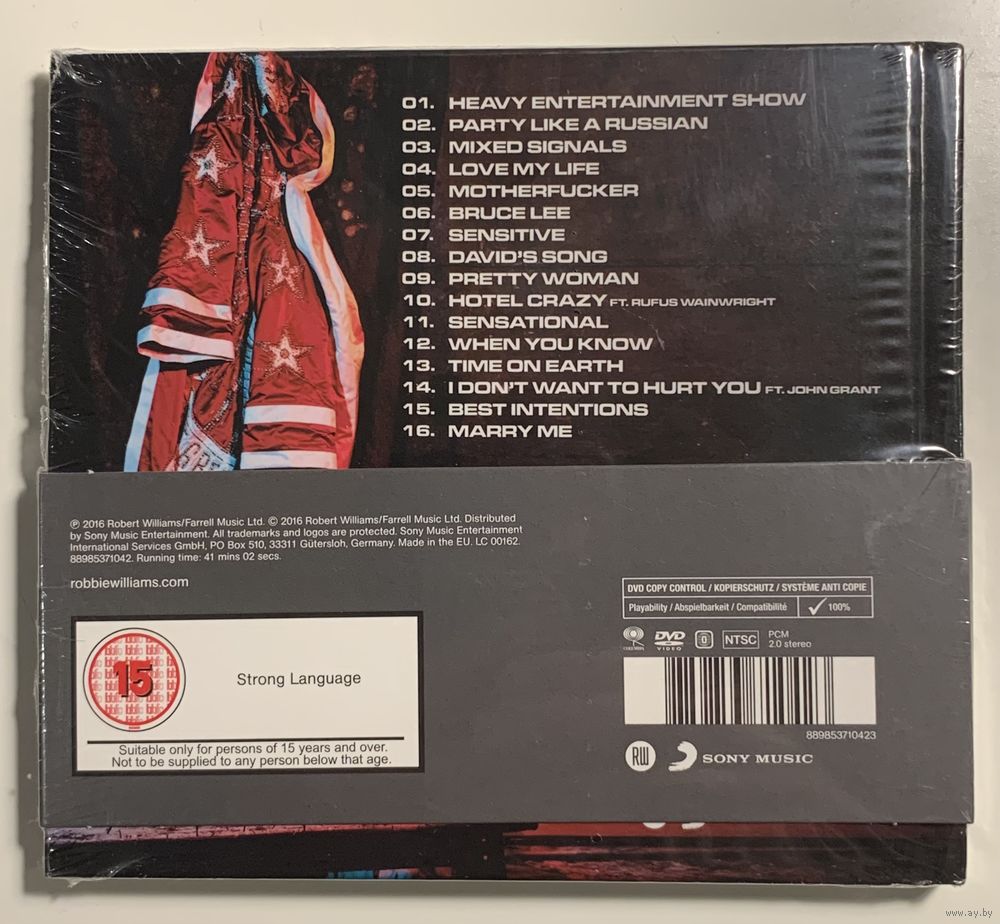 01. HEAVY ENTERTAINMENT SHOW
02. PARTY LIKE A RUSSIAN
03. MIXED SIGNALS
04. LOVE MY LIFE
05. MOTHERFUCKER
06. BRUCE LEE
07. SENSITIVE
08. DAVID'S SONG
09. PRETTY WOMAN
10. HOTEL CRAZY FT. RUFUS WAINWRIGHT
11. SENSATIONAL
12. WHEN YOU KNOW
13. TIME ON EARTH
14. I DON'T WANT TO HURT YOU FT. JOHN GRANT
15. BEST INTENTIONS
16. MARRY ME
℗ 2016 Robert Williams/Farrell Music Ltd. © 2016 Robert Williams/Farrell Music Ltd. Distributed
by Sony Music Entertainment. All trademarks and logos are protected. Sony Music Entertainment
International Services GmbH, PO Box 510, 33311 Gütersloh, Germany. Made in the EU. LC 00162.
88985371042. Running time: 41 mins 02 secs.
robbiewilliams.com
15
Strong Language
Suitable only for persons of 15 years and over.
Not to be supplied to any person below that age.
DVD COPY CONTROL / KOPIERSCHUTZ / SYSTÈME ANTI COPIE
Playability / Abspielbarkeit / Compatibilité ✓ 100%
COLUMBIA DVD VIDEO 0 NTSC PCM
2.0 stereo
889853710423
RW SONY MUSIC
www.ay.by